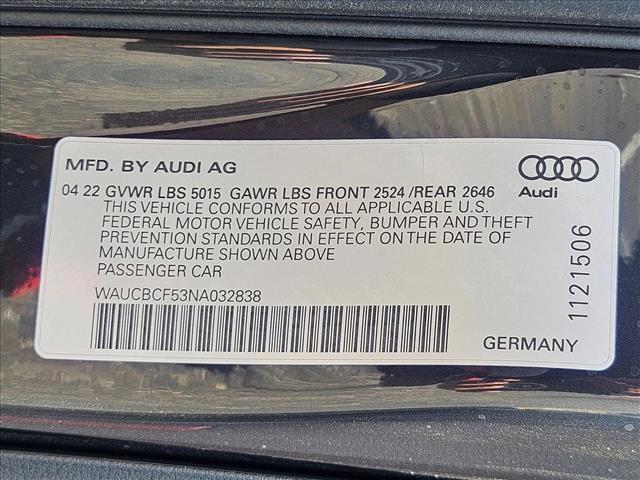 MFD. BY AUDI AG
04 22 GVWR LBS 5015 GAWR LBS FRONT 2524 /REAR 2646
THIS VEHICLE CONFORMS TO ALL APPLICABLE U.S.
FEDERAL MOTOR VEHICLE SAFETY, BUMPER AND THEFT
PREVENTION STANDARDS IN EFFECT ON THE DATE OF
MANUFACTURE SHOWN ABOVE
PASSENGER CAR
WAUCBCF53NA032838
Audi
1121506
GERMANY